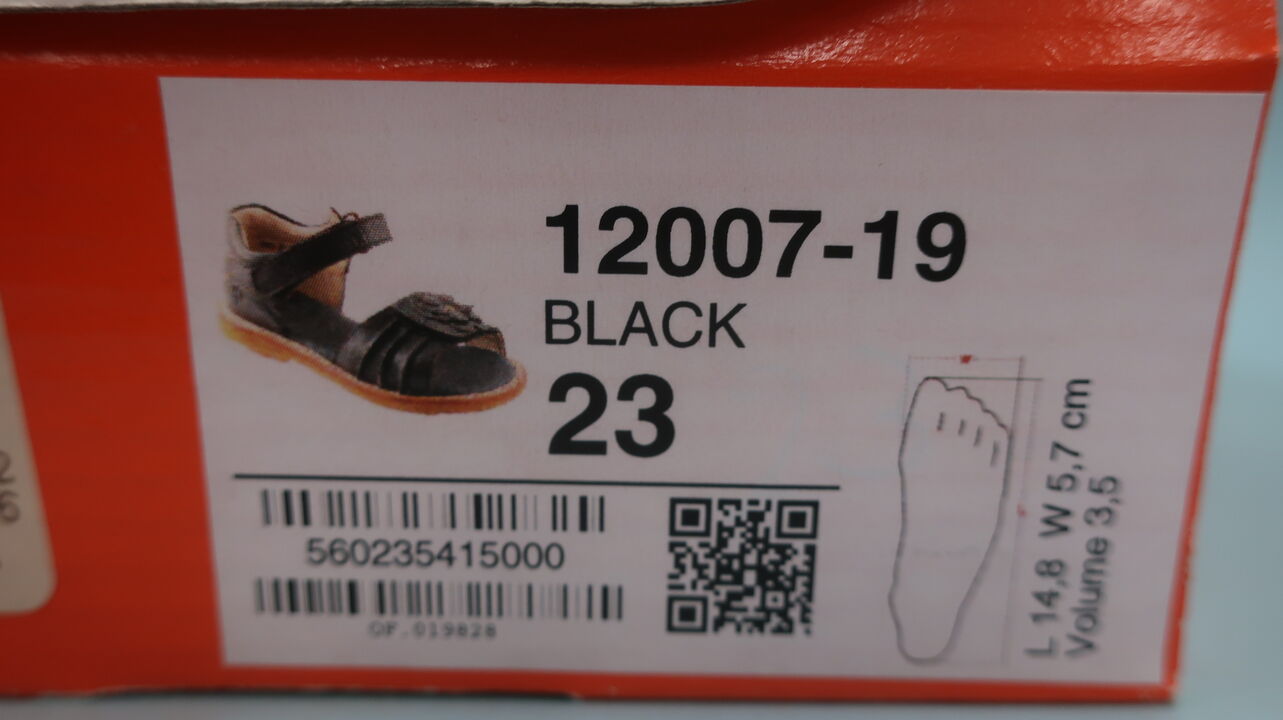 12007-19
BLACK
23
560235415000
OF.019828
L 14,8 W 5,7 cm
Volume 3,5